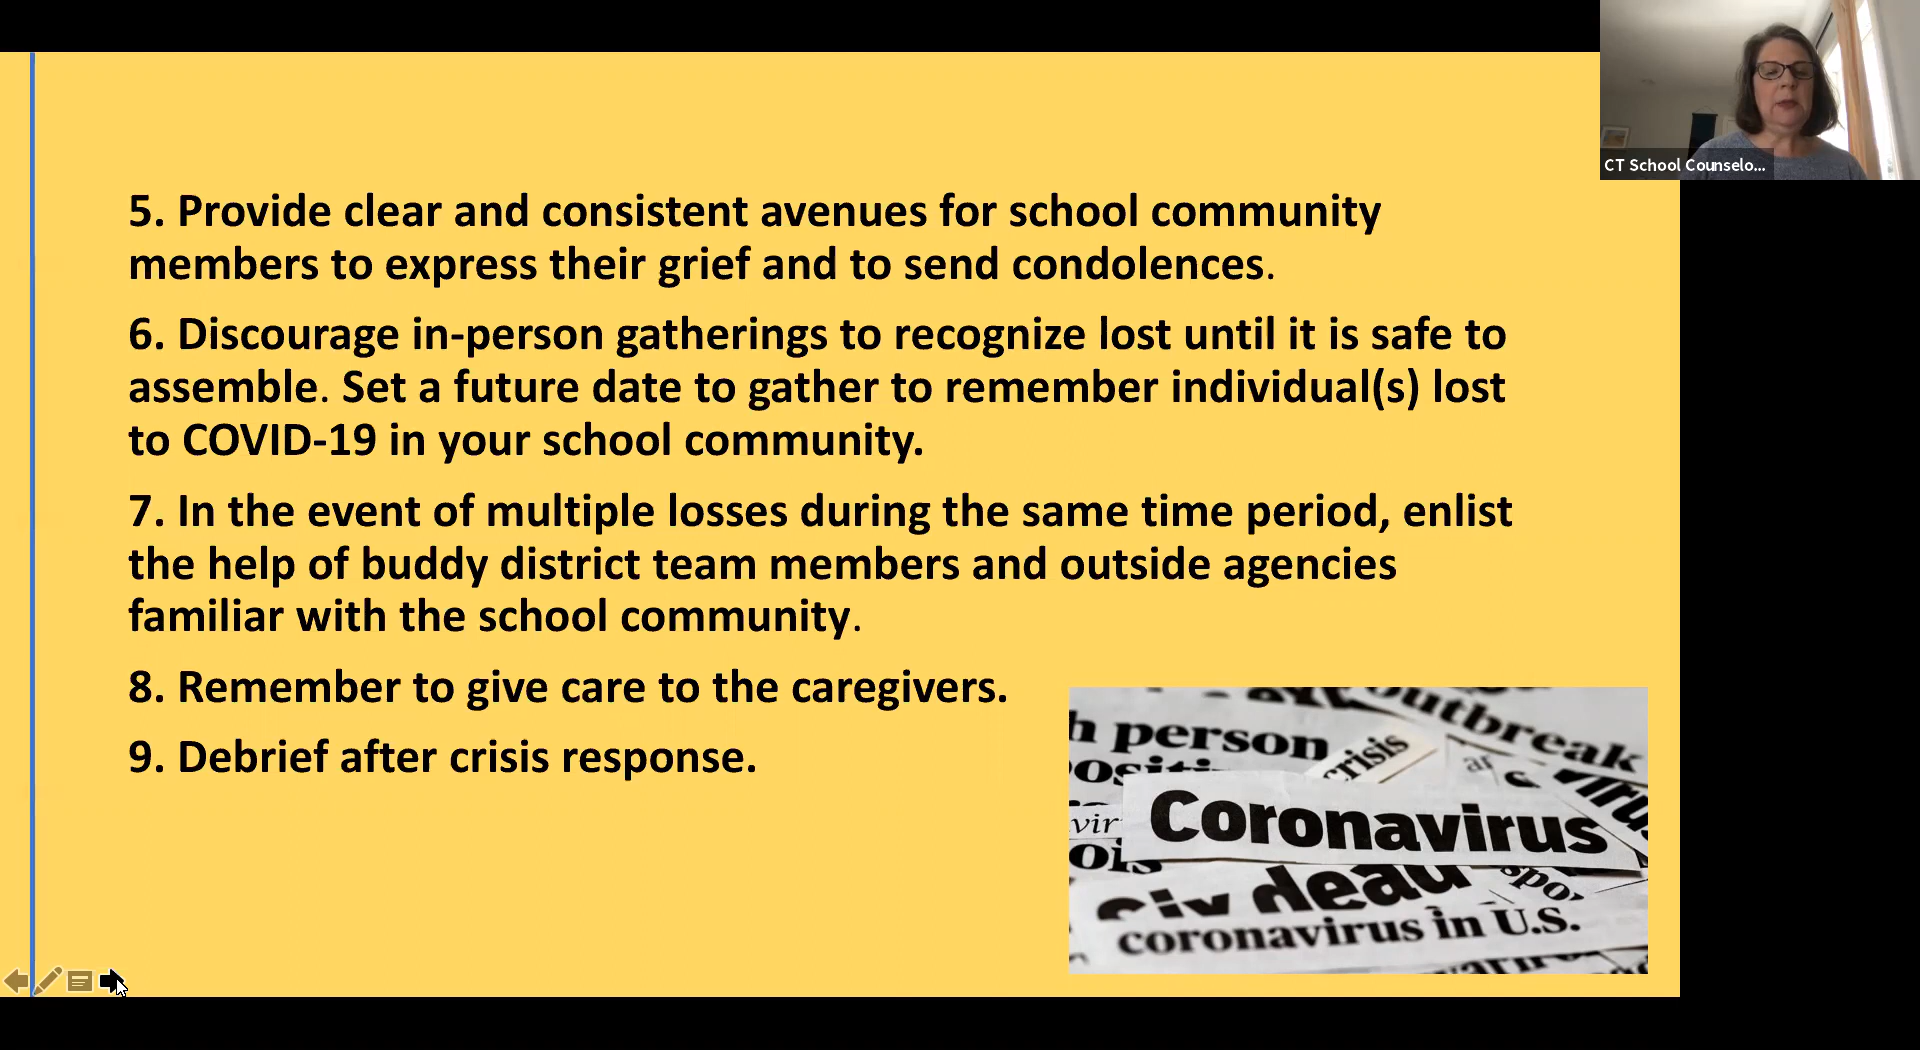 CT School Counselo...
5. Provide clear and consistent avenues for school community
members to express their grief and to send condolences.
6. Discourage in-person gatherings to recognize lost until it is safe to
assemble. Set a future date to gather to remember individual(s) lost
to COVID-19 in your school community.
7. In the event of multiple losses during the same time period, enlist
the help of buddy district team members and outside agencies
familiar with the school community.
8. Remember to give care to the caregivers.
9. Debrief after crisis response.
outbreak
person
crisis
Coronavirus
coronavirus in U.S.